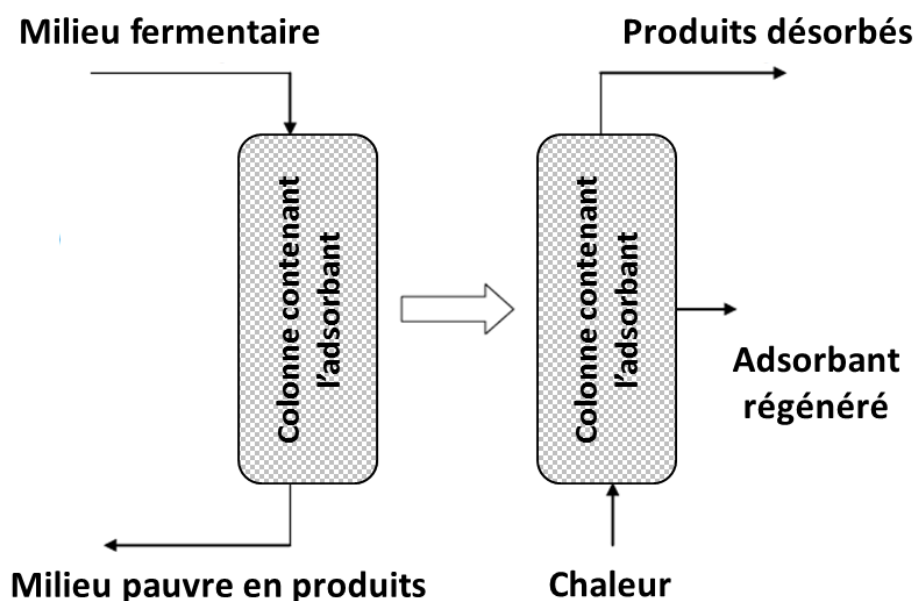 Milieu fermentaire
Produits désorbés
Colonne contenant
l'adsorbant
Colonne contenant
l'adsorbant
Adsorbant
régénéré
Milieu pauvre en produits
Chaleur